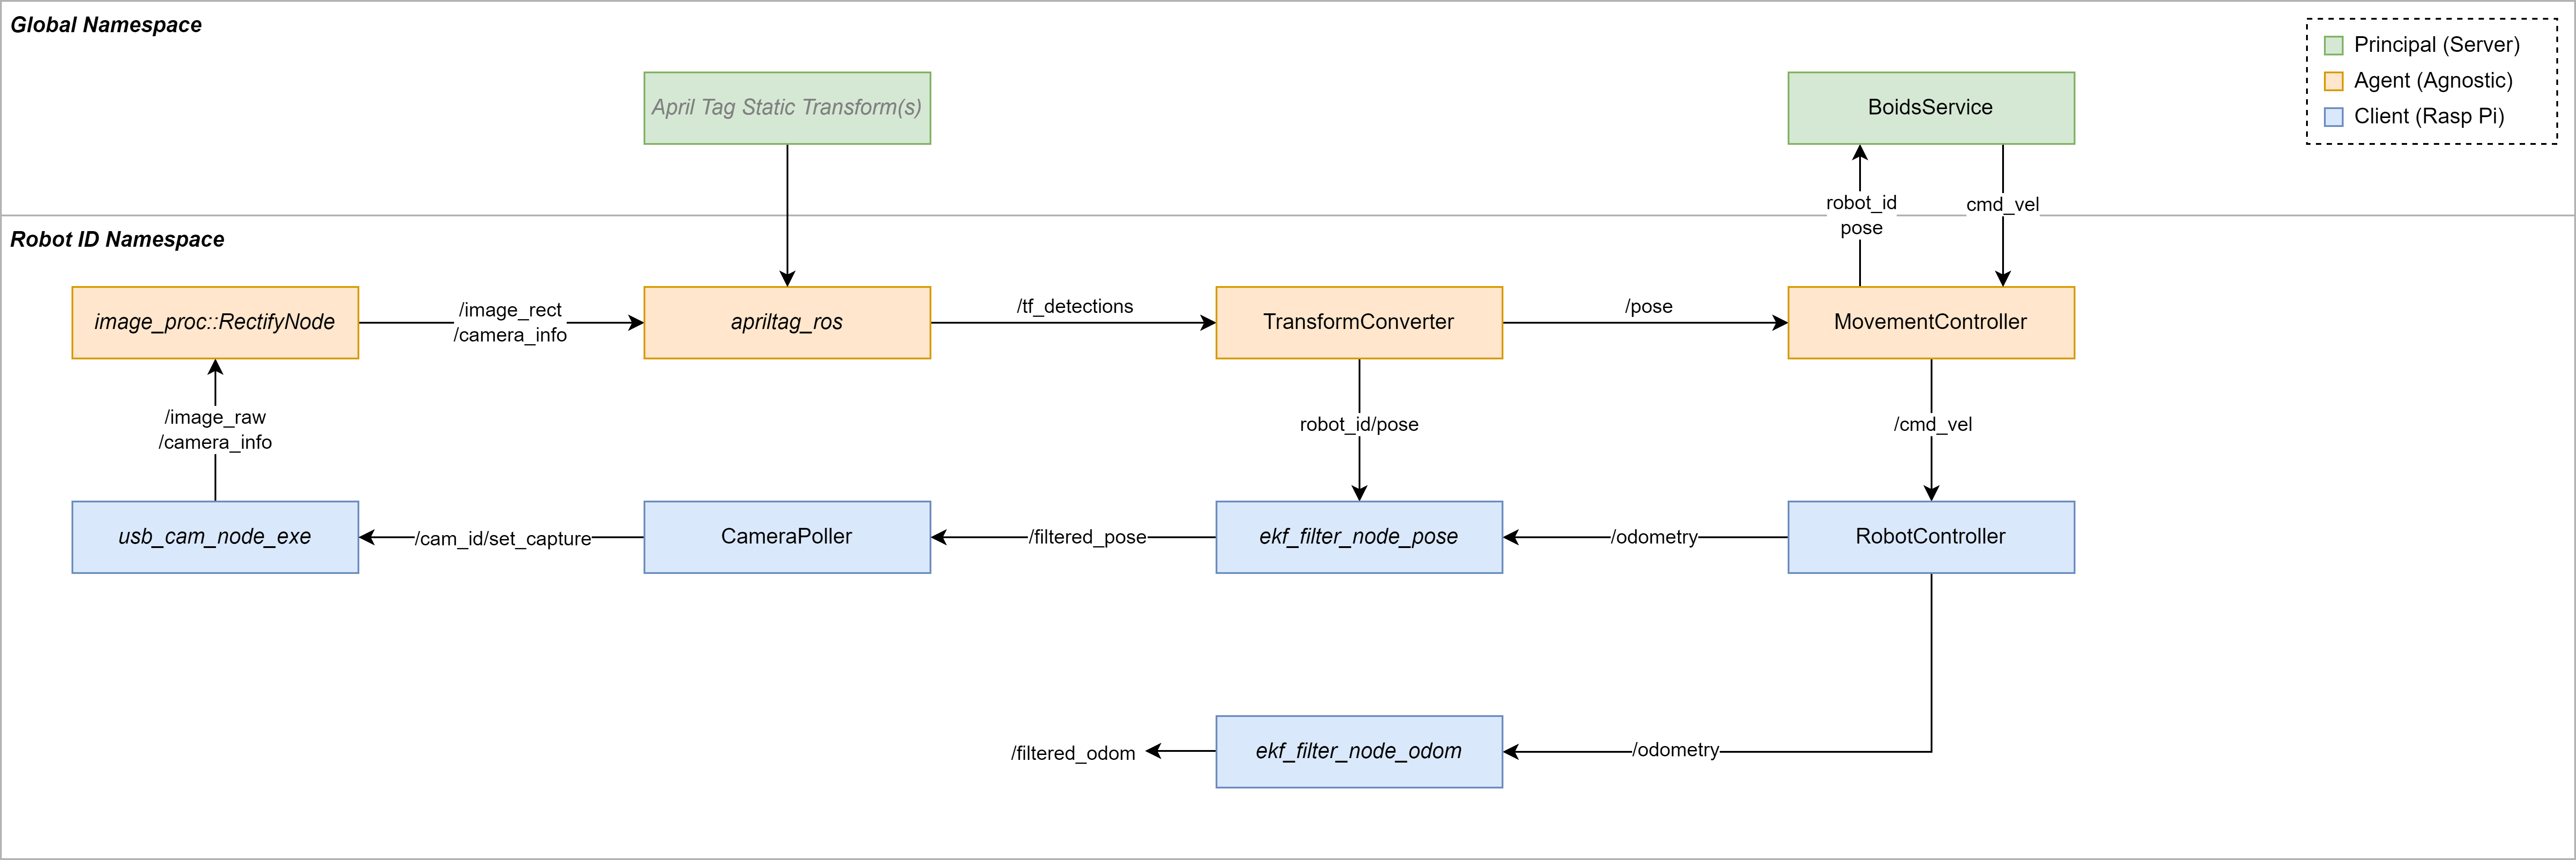 Global Namespace
Principal (Server)
Agent (Agnostic)
Client (Rasp Pi)
April Tag Static Transform(s)
BoidsService
robot_id
pose
cmd_vel
Robot ID Namespace
image_proc::RectifyNode
/image_rect
/camera_info
apriltag_ros
/tf_detections
TransformConverter
/pose
MovementController
/image_raw
/camera_info
robot_id/pose
/cmd_vel
usb_cam_node_exe
/cam_id/set_capture
CameraPoller
/filtered_pose
ekf_filter_node_pose
/odometry
RobotController
/filtered_odom
ekf_filter_node_odom
/odometry